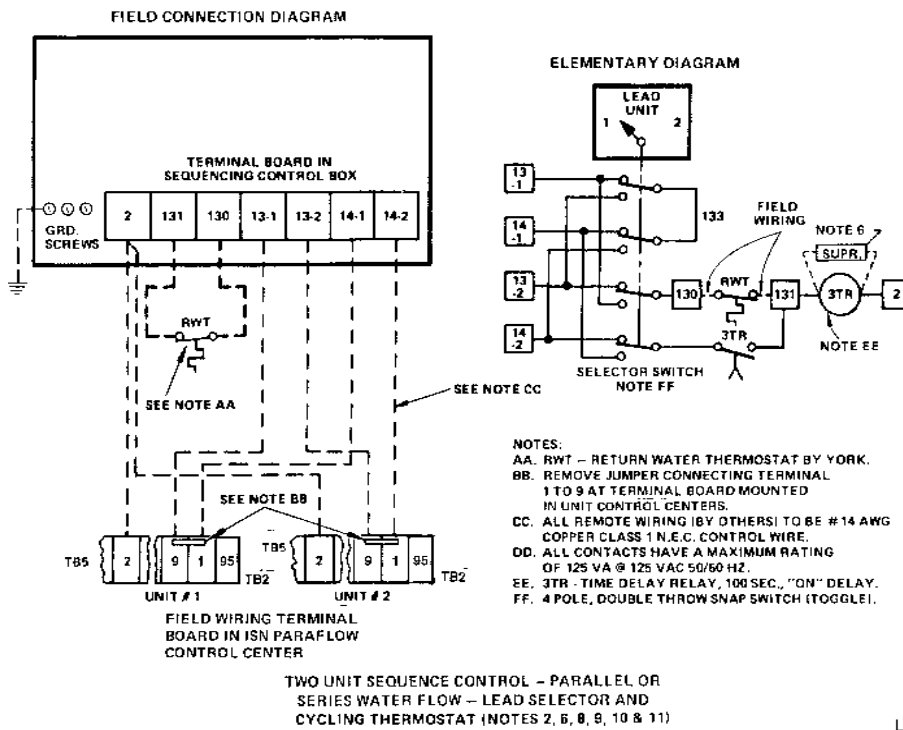 FIELD CONNECTION DIAGRAM
TERMINAL BOARD IN
SEQUENCING CONTROL BOX
2 131 130 13-1 13-2 14-1 14-2
GRD.
SCREWS
RWT
SEE NOTE AA
SEE NOTE CC
SEE NOTE BB
TB5 2 9 1 95 TB2
TB5 2 9 1 95 TB2
UNIT # 1
UNIT # 2
FIELD WIRING TERMINAL
BOARD IN ISN PARAFLOW
CONTROL CENTER
ELEMENTARY DIAGRAM
LEAD
UNIT
1 2
13
-1
14
-1
13
-2
14
-2
133
FIELD
WIRING
NOTE 6
SUPR.
130 RWT 131 3TR 2
3TR
NOTE EE
SELECTOR SWITCH
NOTE FF
NOTES:
AA. RWT – RETURN WATER THERMOSTAT BY YORK.
BB. REMOVE JUMPER CONNECTING TERMINAL
1 TO 9 AT TERMINAL BOARD MOUNTED
IN UNIT CONTROL CENTERS.
CC. ALL REMOTE WIRING (BY OTHERS) TO BE #14 AWG
COPPER CLASS 1 N.E.C. CONTROL WIRE.
DD. ALL CONTACTS HAVE A MAXIMUM RATING
OF 125 VA @ 125 VAC 50/60 HZ.
EE. 3TR - TIME DELAY RELAY, 100 SEC., "ON" DELAY.
FF. 4 POLE, DOUBLE THROW SNAP SWITCH (TOGGLE).
TWO UNIT SEQUENCE CONTROL – PARALLEL OR
SERIES WATER FLOW – LEAD SELECTOR AND
CYCLING THERMOSTAT (NOTES 2, 6, 8, 9, 10 & 11)